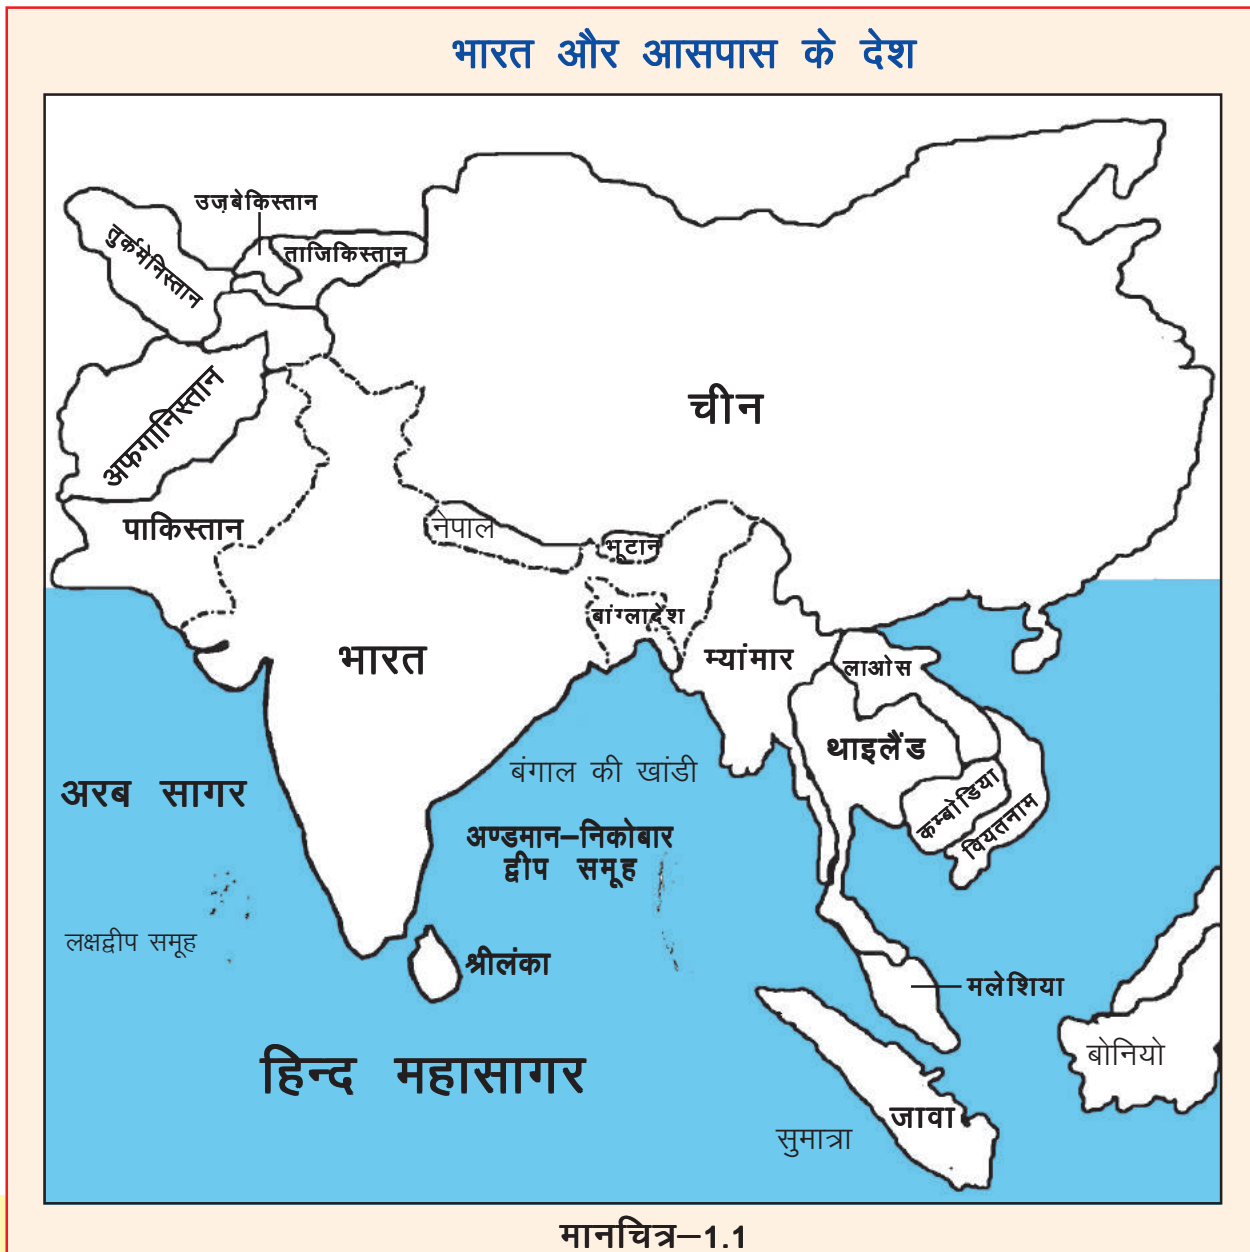 भारत और आसपास के देश
उज़बेकिस्तान
तुर्कमेनिस्तान
ताजिकिस्तान
अफगानिस्तान
चीन
पाकिस्तान
नेपाल
भूटान
बांग्लादेश
भारत
म्यांमार
लाओस
थाइलैंड
बंगाल की खांडी
अरब सागर
कम्बोडिया
वियतनाम
अण्डमान–निकोबार
द्वीप समूह
लक्षद्वीप समूह
श्रीलंका
मलेशिया
हिन्द महासागर
बोनियो
जावा
सुमात्रा
मानचित्र–1.1